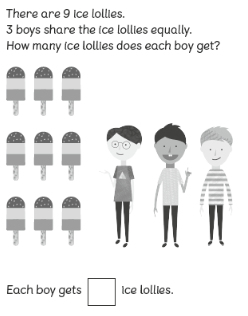 There are 9 ice lollies.
3 boys share the ice lollies equally.
How many ice lollies does each boy get?
Each boy gets ice lollies.